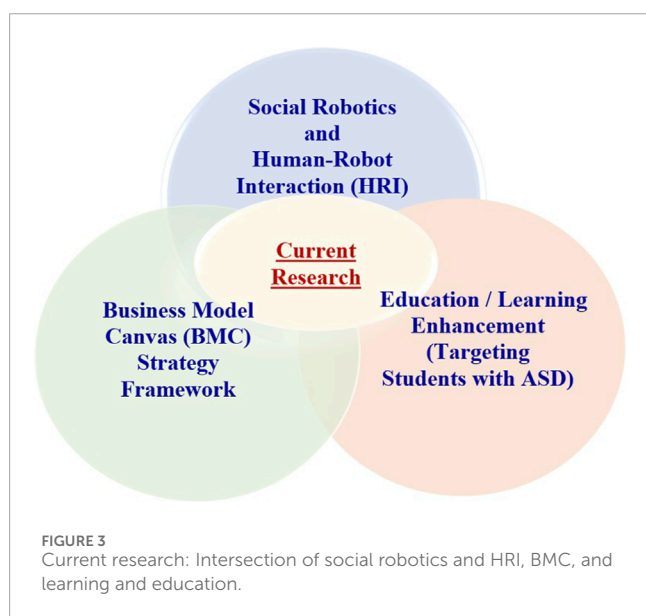 Social Robotics
and
Human-Robot
Interaction (HRI)
Current
Research
Business Model
Canvas (BMC)
Strategy
Framework
Education / Learning
Enhancement
(Targeting
Students with ASD)
FIGURE 3
Current research: Intersection of social robotics and HRI, BMC, and
learning and education.